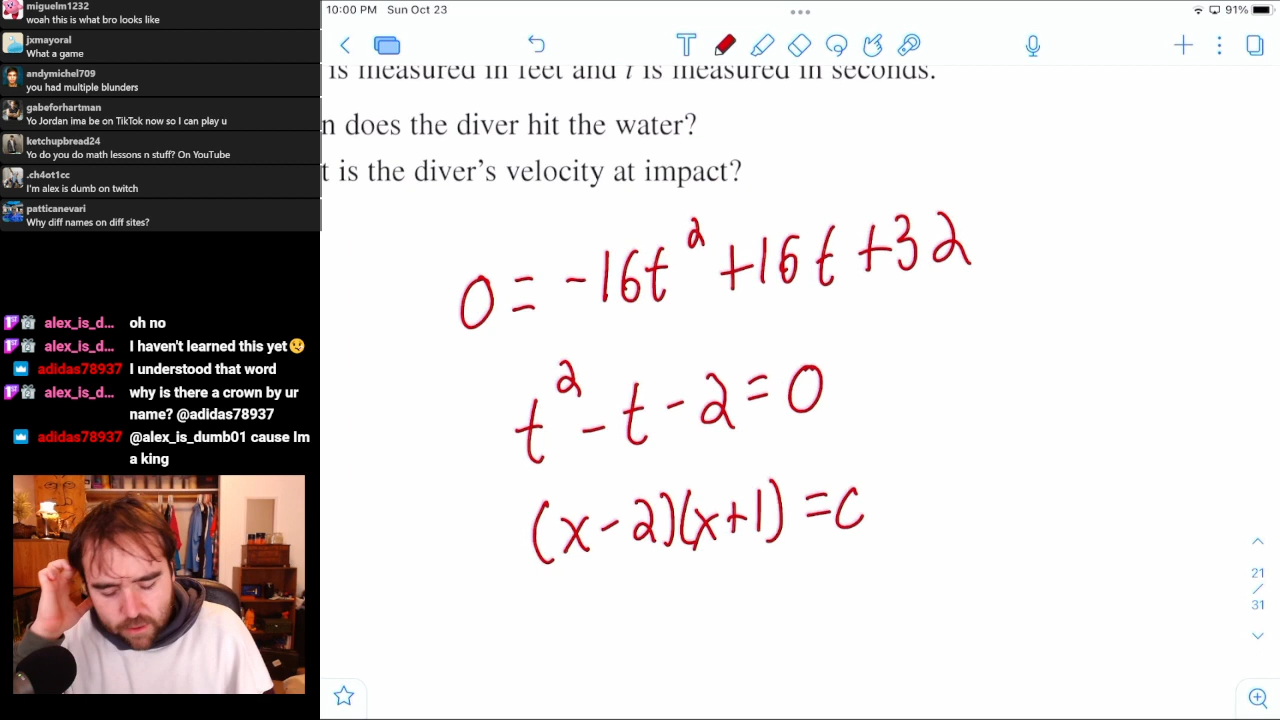 miguelm1232
woah this is what bro looks like
jxmayoral
What a game
andymichel709
you had multiple blunders
gabeforhartman
Yo Jordan ima be on TikTok now so I can play u
ketchupbread24
Yo do you do math lessons n stuff? On YouTube
.ch4ot1cc
I'm alex is dumb on twitch
patticanevari
Why diff names on diff sites?
alex_is_d... oh no
alex_is_d... I haven't learned this yet
adidas78937 I understood that word
alex_is_d... why is there a crown by ur
name? @adidas78937
adidas78937 @alex_is_dumb01 cause Im
a king
10:00 PM Sun Oct 23
91%
T
is measured in feet and t is measured in seconds.
n does the diver hit the water?
t is the diver's velocity at impact?
0 = -16t² +16t +32
t² - t - 2 = 0
(x-2)(x+1) = c
21
/
31